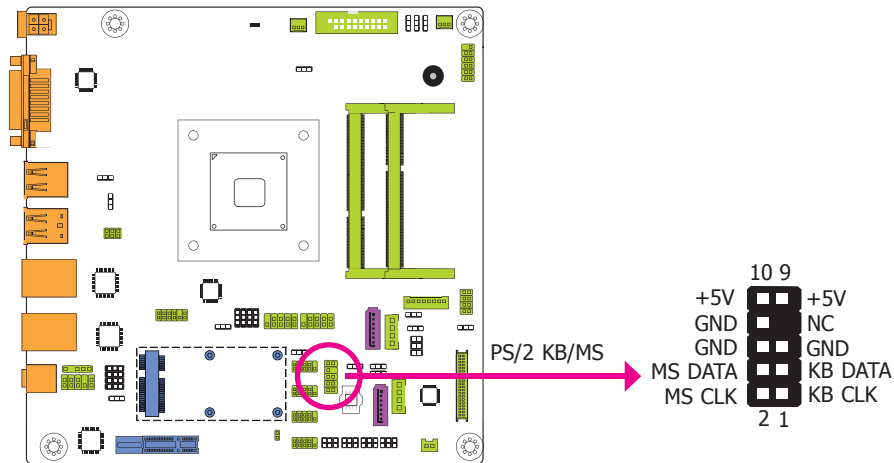 PS/2 KB/MS
10 9
+5V +5V
GND NC
GND GND
MS DATA KB DATA
MS CLK KB CLK
2 1